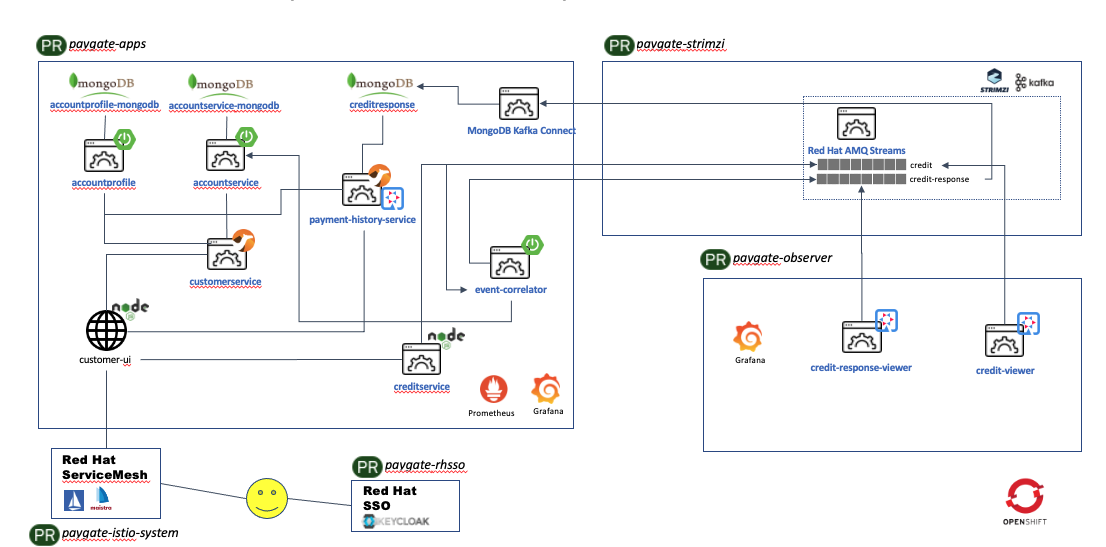 PR paygate-apps
PR paygate-strimzi
mongoDB
mongoDB
mongoDB
STRIMZI
kafka
accountprofile-mongodb
accountservice-mongodb
creditresponse
MongoDB Kafka Connect
Red Hat AMQ Streams
credit
credit-response
accountprofile
accountservice
payment-history-service
PR paygate-observer
customerservice
event-correlator
node
JS
customer-ui
node
JS
creditservice
Prometheus
Grafana
Grafana
credit-response-viewer
credit-viewer
Red Hat
ServiceMesh
maistra
PR paygate-rhsso
Red Hat
SSO
KEYCLOAK
PR paygate-istio-system
OPENSHIFT